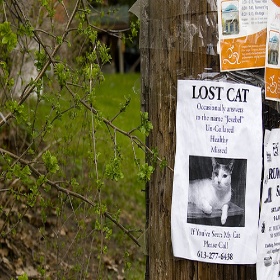 LOST CAT
Occasionally answers
to the name "Jezebel"
Un-Collared
Healthy
Missed
If You've Seen My Cat
Please Call
613-277-6438